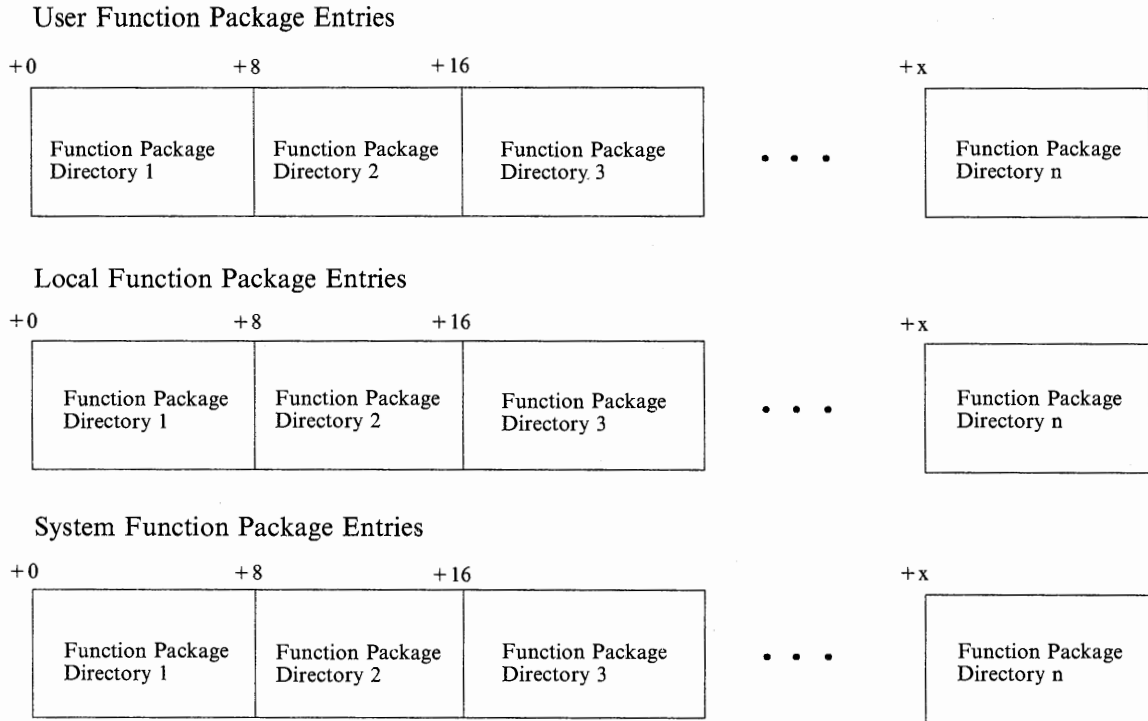 User Function Package Entries
+0 +8 +16 +x
Function Package Function Package Function Package Function Package
Directory 1 Directory 2 Directory 3 • • • Directory n
Local Function Package Entries
+0 +8 +16 +x
Function Package Function Package Function Package Function Package
Directory 1 Directory 2 Directory 3 • • • Directory n
System Function Package Entries
+0 +8 +16 +x
Function Package Function Package Function Package Function Package
Directory 1 Directory 2 Directory 3 • • • Directory n